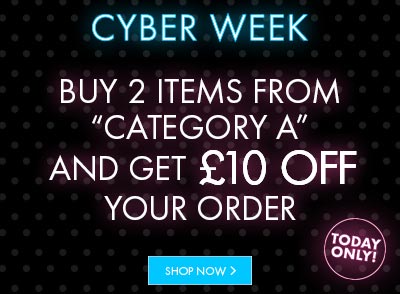 CYBER WEEK
BUY 2 ITEMS FROM
“CATEGORY A”
AND GET £10 OFF
YOUR ORDER
TODAY
ONLY!
SHOP NOW >